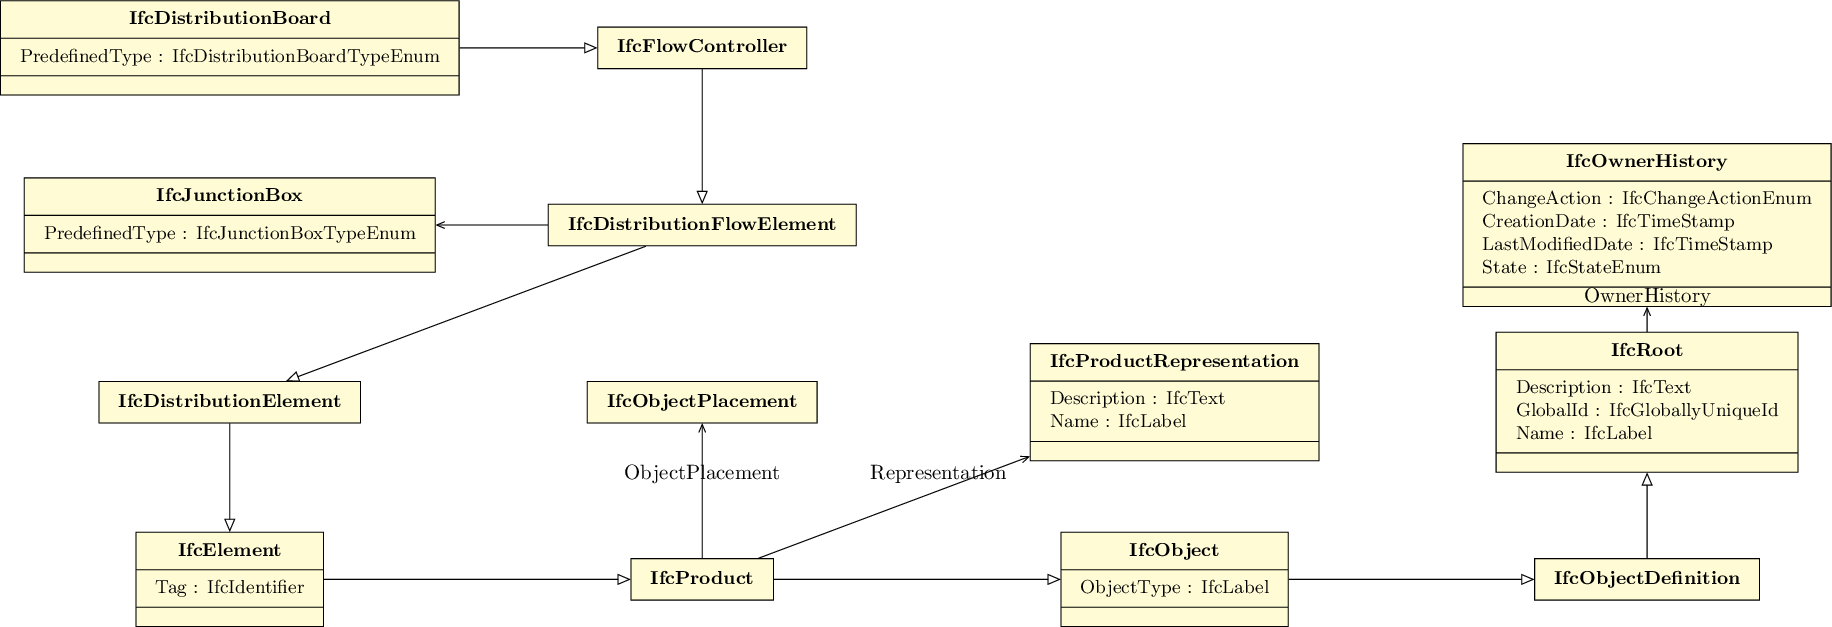 IfcDistributionBoard
PredefinedType : IfcDistributionBoardTypeEnum
IfcFlowController
IfcOwnerHistory
ChangeAction : IfcChangeActionEnum
CreationDate : IfcTimeStamp
LastModifiedDate : IfcTimeStamp
State : IfcStateEnum
OwnerHistory
IfcJunctionBox
PredefinedType : IfcJunctionBoxTypeEnum
IfcDistributionFlowElement
IfcRoot
Description : IfcText
GlobalId : IfcGloballyUniqueId
Name : IfcLabel
IfcProductRepresentation
Description : IfcText
Name : IfcLabel
IfcDistributionElement
IfcObjectPlacement
ObjectPlacement
Representation
IfcElement
Tag : IfcIdentifier
IfcProduct
IfcObject
ObjectType : IfcLabel
IfcObjectDefinition